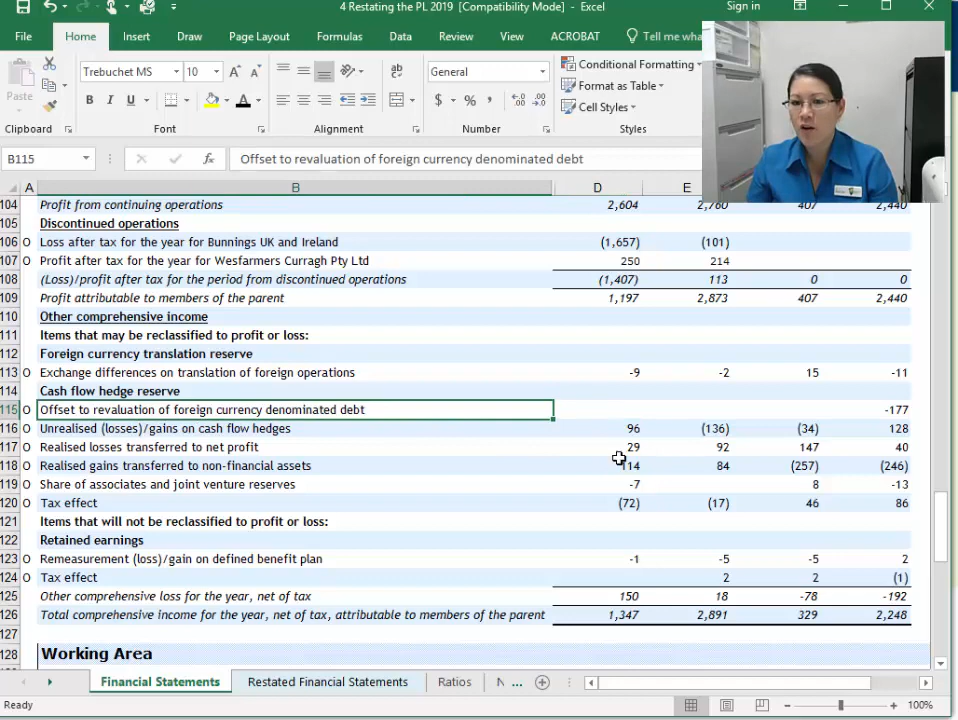 4 Restating the PL 2019 [Compatibility Mode] - Excel
Sign in
File Home Insert Draw Page Layout Formulas Data Review View ACROBAT Tell me
Paste
Trebuchet MS 10 A A
B I U A
ab
General
$ % , .00 .00
Conditional Formatting
Format as Table
Cell Styles
Clipboard Font Alignment Number Styles
B115 fx Offset to revaluation of foreign currency denominated debt
A B D E
104 Profit from continuing operations 2,604 2,760 407 2,440
105 Discontinued operations
106 O Loss after tax for the year for Bunnings UK and Ireland (1,657) (101)
107 O Profit after tax for the year for Wesfarmers Curragh Pty Ltd 250 214
108 (Loss)/profit after tax for the period from discontinued operations (1,407) 113 0 0
109 Profit attributable to members of the parent 1,197 2,873 407 2,440
110 Other comprehensive income
111 Items that may be reclassified to profit or loss:
112 Foreign currency translation reserve
113 O Exchange differences on translation of foreign operations -9 -2 15 -11
114 Cash flow hedge reserve
115 O Offset to revaluation of foreign currency denominated debt -177
116 O Unrealised (losses)/gains on cash flow hedges 96 (136) (34) 128
117 O Realised losses transferred to net profit 29 92 147 40
118 O Realised gains transferred to non-financial assets 114 84 (257) (246)
119 O Share of associates and joint venture reserves -7 8 -13
120 O Tax effect (72) (17) 46 86
121 Items that will not be reclassified to profit or loss:
122 Retained earnings
123 O Remeasurement (loss)/gain on defined benefit plan -1 -5 -5 2
124 O Tax effect 2 2 (1)
125 Other comprehensive loss for the year, net of tax 150 18 -78 -192
126 Total comprehensive income for the year, net of tax, attributable to members of the parent 1,347 2,891 329 2,248
127
128 Working Area
Financial Statements Restated Financial Statements Ratios N ...
Ready 100%